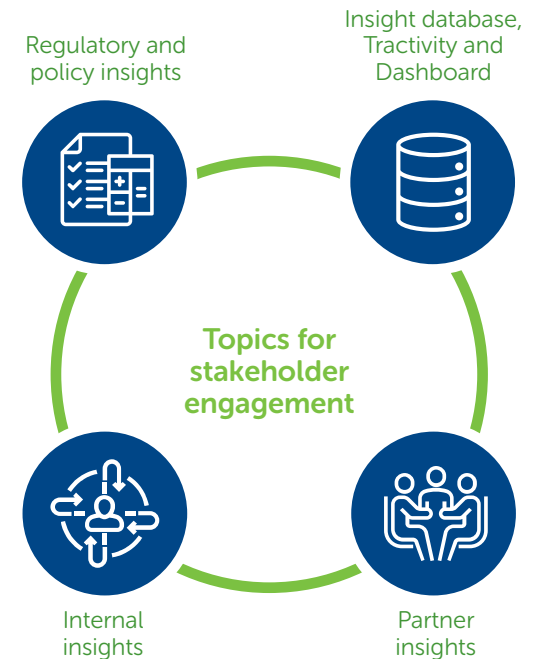 Regulatory and
policy insights
Insight database,
Tractivity and
Dashboard
Topics for
stakeholder
engagement
Internal
insights
Partner
insights